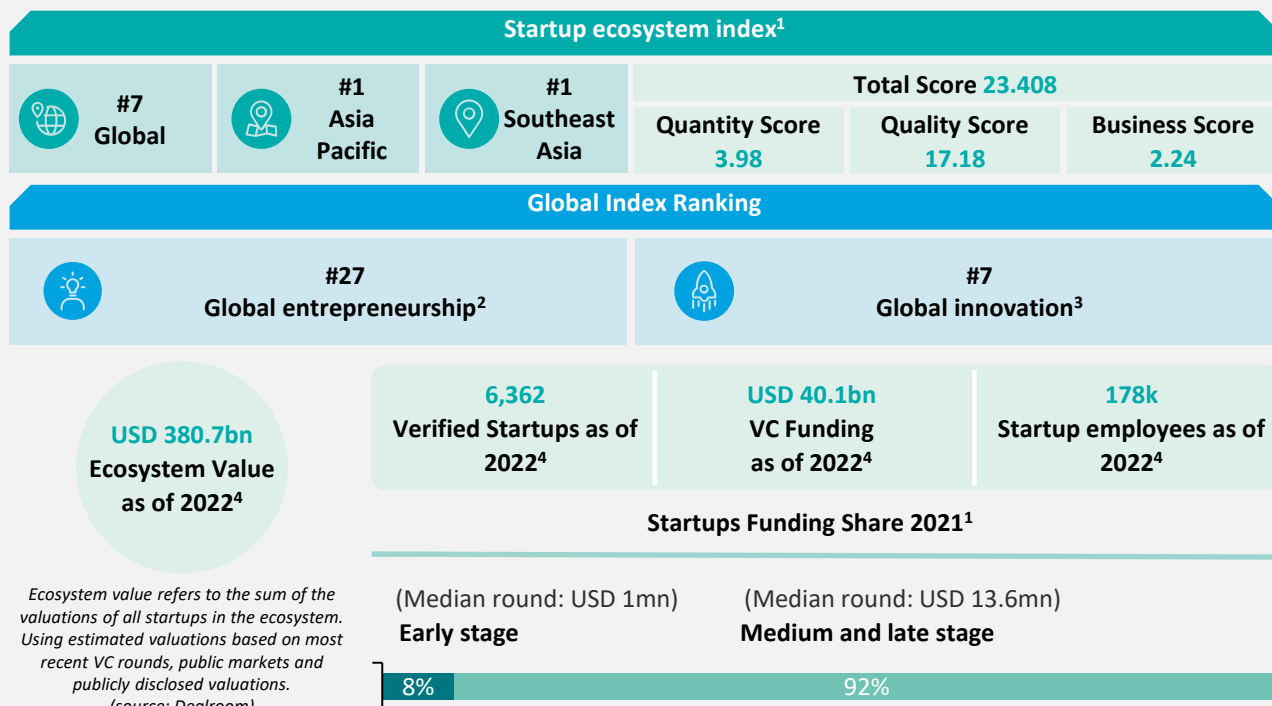 Startup ecosystem index¹
#7
Global
#1
Asia
Pacific
#1
Southeast
Asia
Total Score 23.408
Quantity Score
3.98
Quality Score
17.18
Business Score
2.24
Global Index Ranking
#27
Global entrepreneurship²
#7
Global innovation³
USD 380.7bn
Ecosystem Value
as of 2022⁴
6,362
Verified Startups as of
2022⁴
USD 40.1bn
VC Funding
as of 2022⁴
178k
Startup employees as of
2022⁴
Startups Funding Share 2021¹
Ecosystem value refers to the sum of the
valuations of all startups in the ecosystem.
Using estimated valuations based on most
recent VC rounds, public markets and
publicly disclosed valuations.
(source: Dealroom)
(Median round: USD 1mn)
Early stage
(Median round: USD 13.6mn)
Medium and late stage
8%
92%